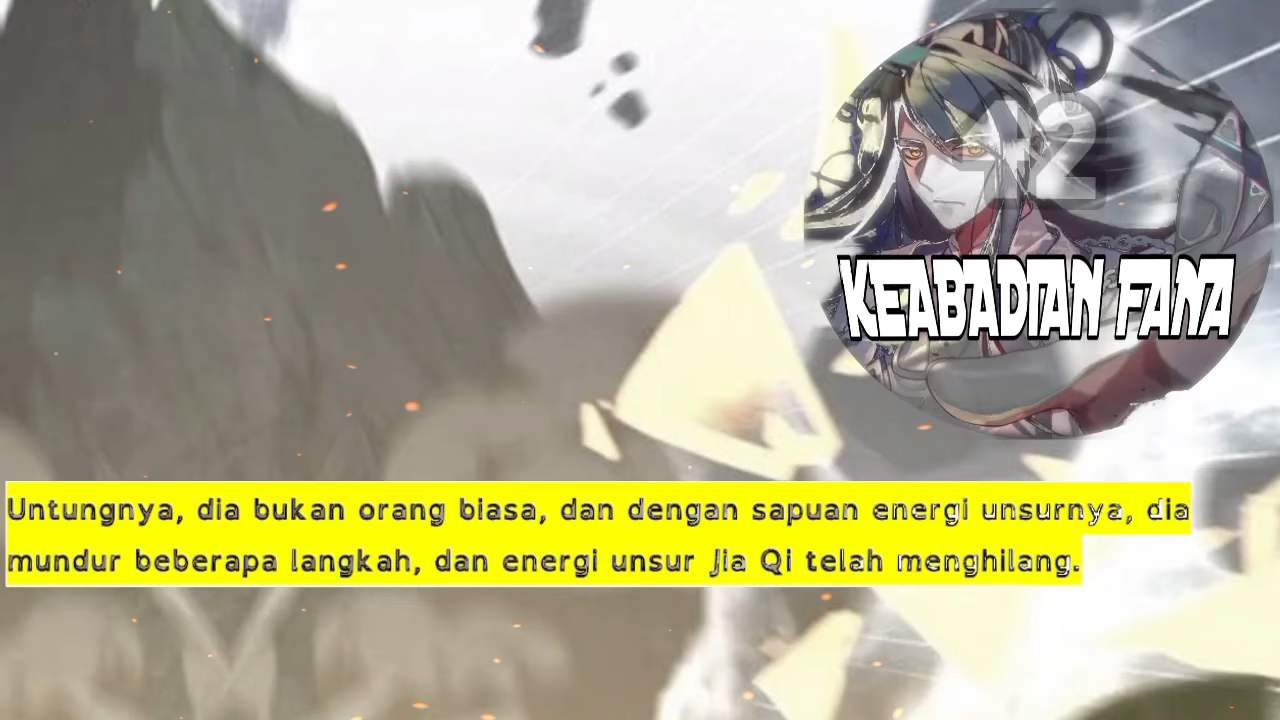 42
KEABADIAN FANA
Untungnya, dia bukan orang biasa, dan dengan sapuan energi unsurnya, dia
mundur beberapa langkah, dan energi unsur Jia Qi telah menghilang.